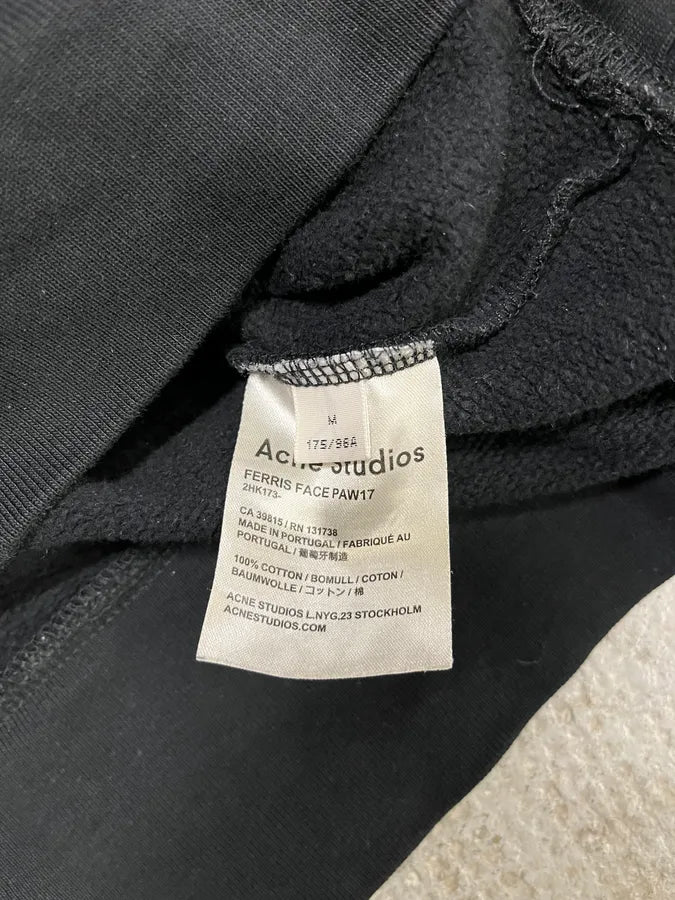 M
175/96A
Acne Studios
FERRIS FACE PAW17
2HK173-
CA 39815 / RN 131738
MADE IN PORTUGAL / FABRIQUÉ AU
PORTUGAL / 葡萄牙制造
100% COTTON / BOMULL / COTON /
BAUMWOLLE / コットン / 棉
ACNE STUDIOS L.NYG.23 STOCKHOLM
ACNESTUDIOS.COM